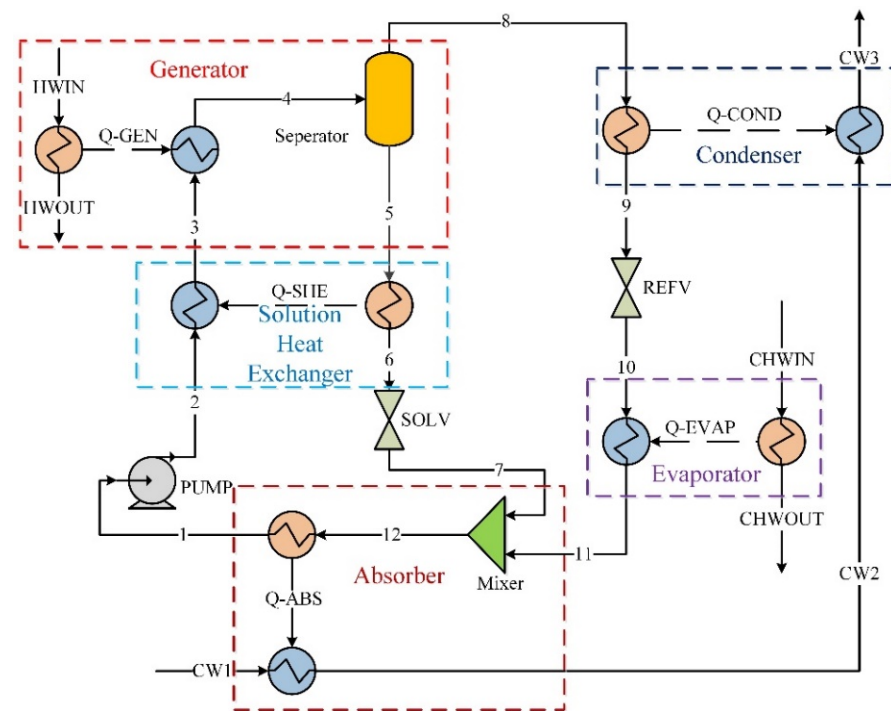 8
CW3
HWIN
Generator
4
Q-GEN
Seperator
Q-COND
Condenser
HWOUT
3
5
9
Q-SHE
REFV
Solution
Heat
Exchanger
6
10
CHWIN
2
SOLV
Q-EVAP
Evaporator
PUMP
7
CHWOUT
1
12
11
Absorber
Mixer
CW2
Q-ABS
CW1